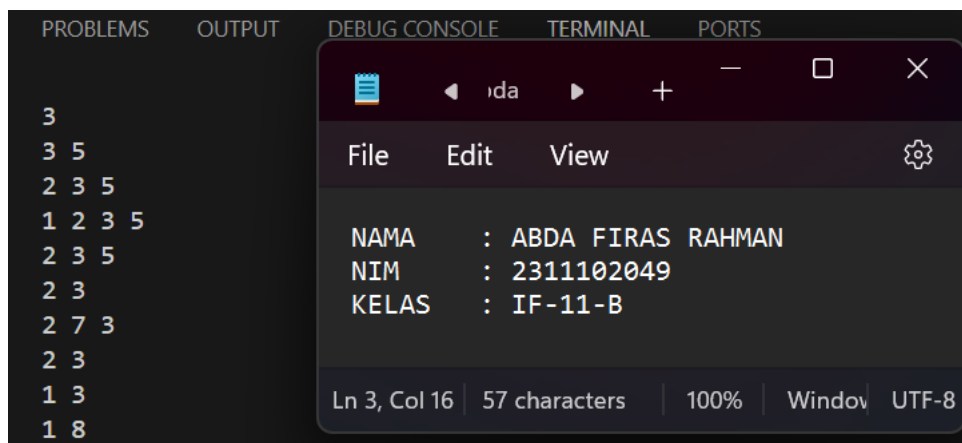 PROBLEMS OUTPUT DEBUG CONSOLE TERMINAL PORTS
3
3 5
2 3 5
1 2 3 5
2 3 5
2 3
2 7 3
2 3
1 3
1 8
File Edit View
NAMA : ABDA FIRAS RAHMAN
NIM : 2311102049
KELAS : IF-11-B
Ln 3, Col 16 57 characters 100% UTF-8